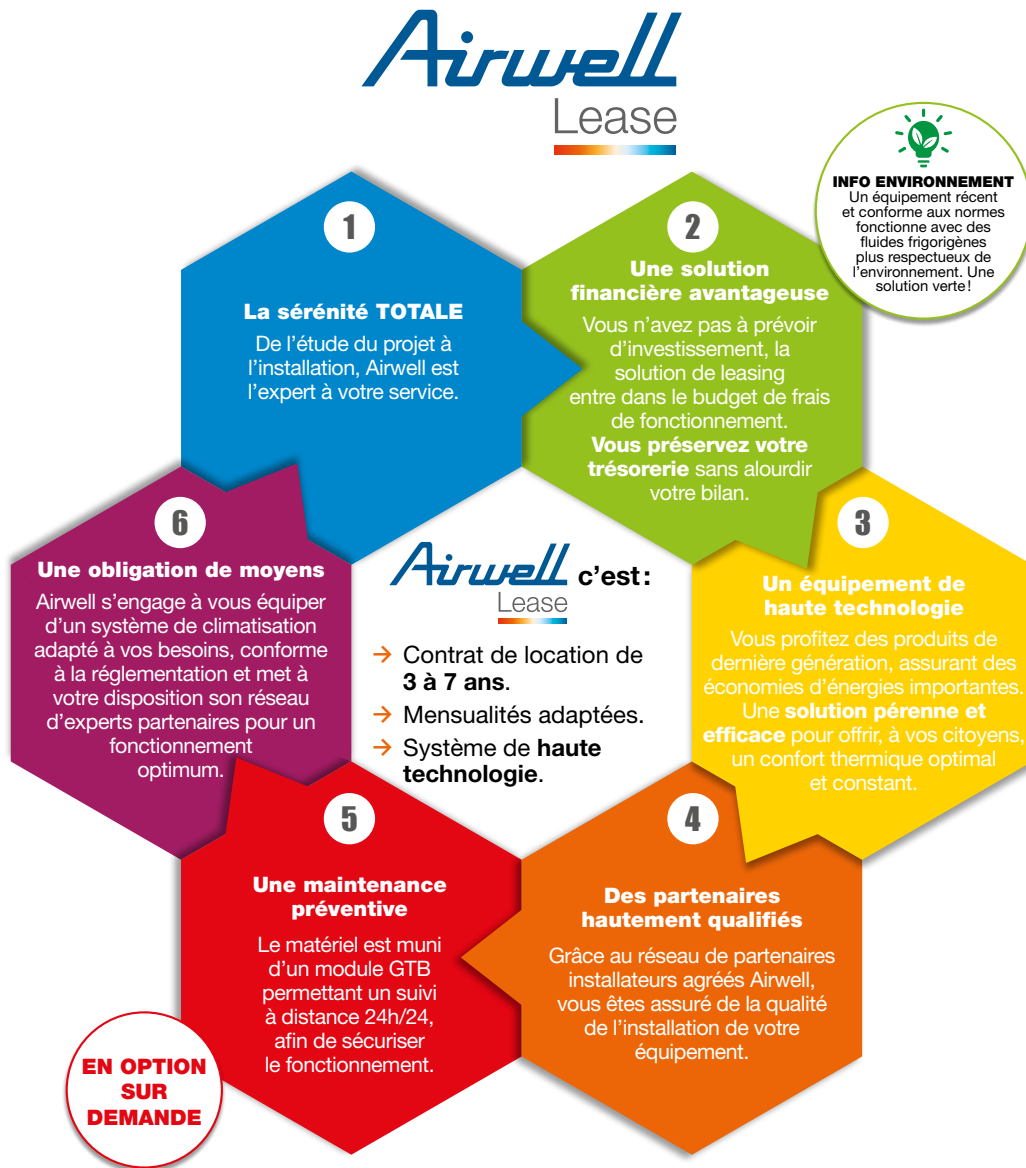 Airwell
Lease
INFO ENVIRONNEMENT
Un équipement récent
et conforme aux normes
fonctionne avec des
fluides frigorigènes
plus respectueux de
l’environnement. Une
solution verte !
1
La sérénité TOTALE
De l’étude du projet à
l’installation, Airwell est
l’expert à votre service.
2
Une solution
financière avantageuse
Vous n’avez pas à prévoir
d’investissement, la
solution de leasing
entre dans le budget de frais
de fonctionnement.
Vous préservez votre
trésorerie sans alourdir
votre bilan.
3
Un équipement de
haute technologie
Vous profitez des produits de
dernière génération, assurant des
économies d’énergies importantes.
Une solution pérenne et
efficace pour offrir, à vos citoyens,
un confort thermique optimal
et constant.
4
Des partenaires
hautement qualifiés
Grâce au réseau de partenaires
installateurs agréés Airwell,
vous êtes assuré de la qualité
de l’installation de votre
équipement.
5
Une maintenance
préventive
Le matériel est muni
d’un module GTB
permettant un suivi
à distance 24h/24,
afin de sécuriser
le fonctionnement.
EN OPTION
SUR
DEMANDE
6
Une obligation de moyens
Airwell s’engage à vous équiper
d’un système de climatisation
adapté à vos besoins, conforme
à la réglementation et met à
votre disposition son réseau
d’experts partenaires pour un
fonctionnement
optimum.
Airwell c’est :
Lease
→ Contrat de location de
3 à 7 ans.
→ Mensualités adaptées.
→ Système de haute
technologie.